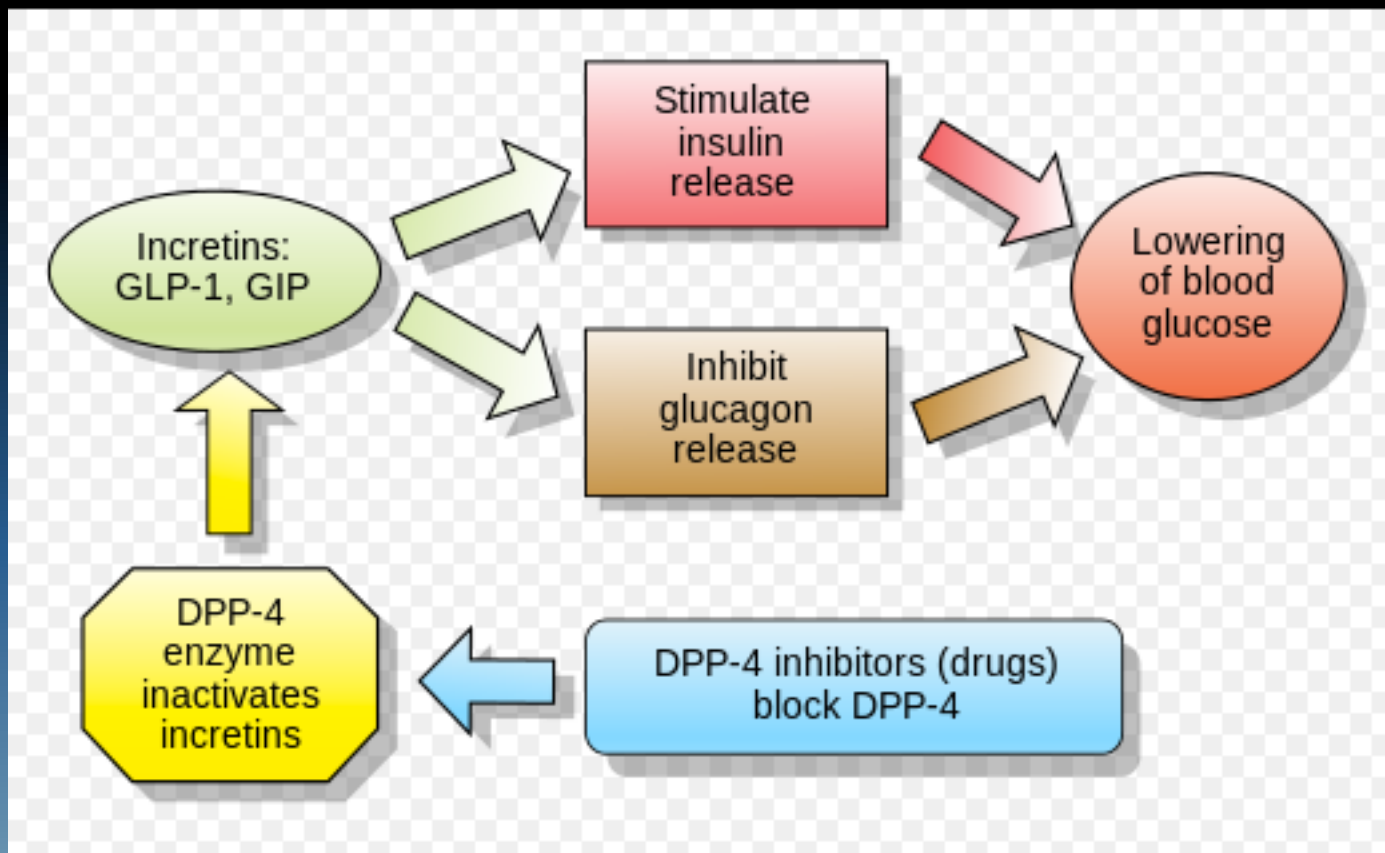 Stimulate
insulin
release
Incretins:
GLP-1, GIP
Lowering
of blood
glucose
Inhibit
glucagon
release
DPP-4
enzyme
inactivates
incretins
DPP-4 inhibitors (drugs)
block DPP-4